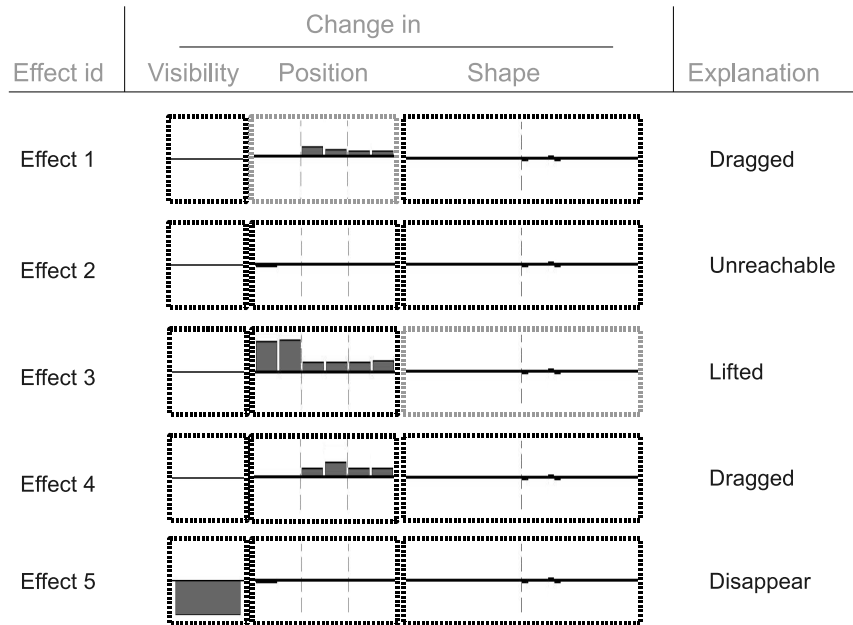 Change in
Effect id Visibility Position Shape Explanation
Effect 1 Dragged
Effect 2 Unreachable
Effect 3 Lifted
Effect 4 Dragged
Effect 5 Disappear